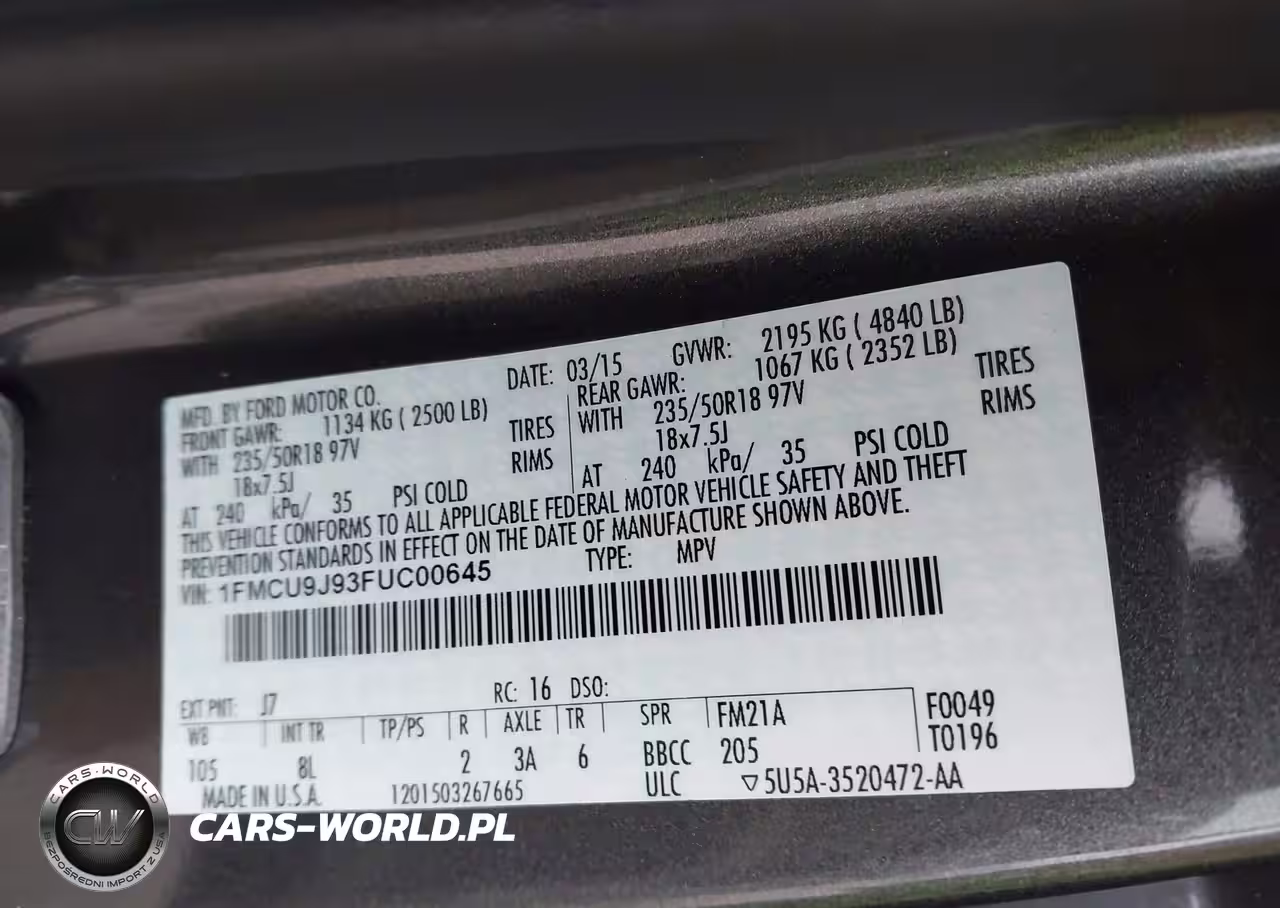 MFD. BY FORD MOTOR CO. DATE: 03/15 GVWR: 2195 KG ( 4840 LB)
FRONT GAWR: 1134 KG ( 2500 LB) REAR GAWR: 1067 KG ( 2352 LB)
WITH 235/50R18 97V TIRES WITH 235/50R18 97V TIRES
18x7.5J RIMS 18x7.5J RIMS
AT 240 kPa/ 35 PSI COLD AT 240 kPa/ 35 PSI COLD
THIS VEHICLE CONFORMS TO ALL APPLICABLE FEDERAL MOTOR VEHICLE SAFETY AND THEFT
PREVENTION STANDARDS IN EFFECT ON THE DATE OF MANUFACTURE SHOWN ABOVE.
VIN: 1FMCU9J93FUC00645 TYPE: MPV
EXT PNT: J7 RC: 16 DSO:
WB INT TR TP/PS R AXLE TR SPR FM21A F0049
105 8L 2 3A 6 BBCC 205 T0196
MADE IN U.S.A. 1201503267665 ULC ▽5U5A-3520472-AA
CARS-WORLD
CW
BEZPOŚREDNI IMPORT Z USA
CARS-WORLD.PL